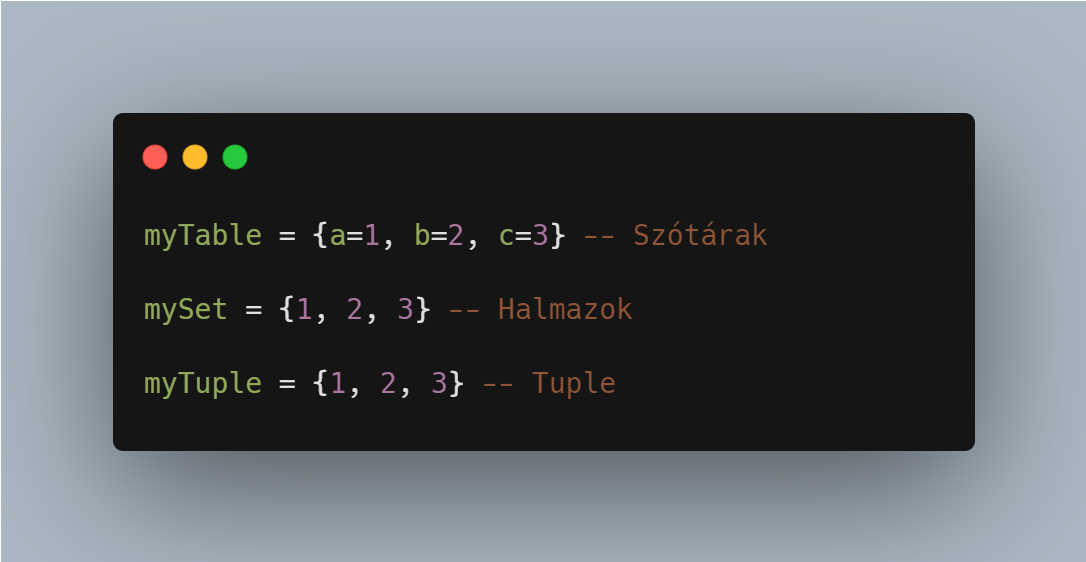 myTable = {a=1, b=2, c=3} -- Szótárak
mySet = {1, 2, 3} -- Halmazok
myTuple = {1, 2, 3} -- Tuple